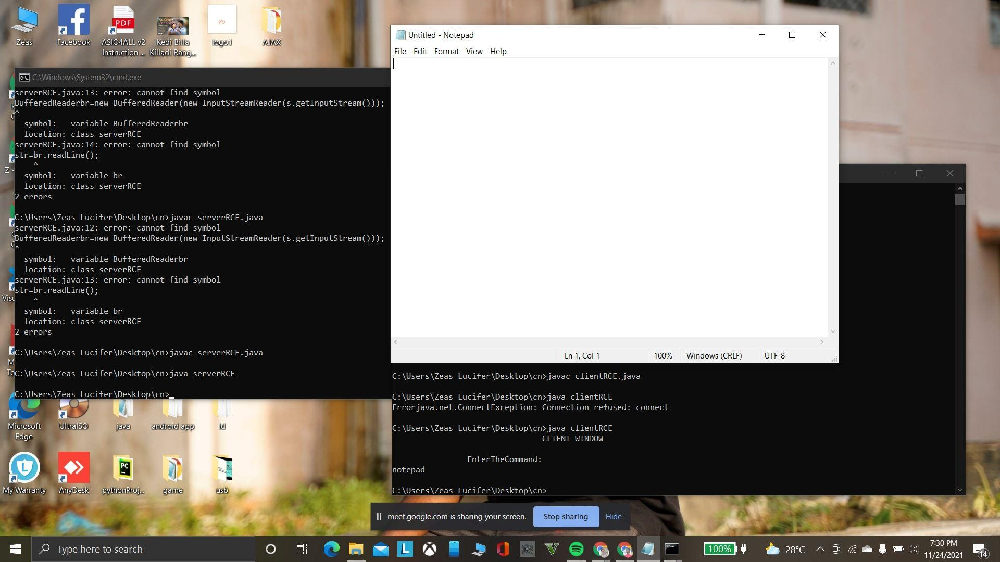 Zeas
Facebook
PDF
ASIO4ALL v2
Instruction ...
Kedi Billa
Killadi Rang...
PD
logo1
AJAX
Untitled - Notepad
File Edit Format View Help
Ln 1, Col 1 100% Windows (CRLF) UTF-8
C:\Windows\System32\cmd.exe
serverRCE.java:13: error: cannot find symbol
BufferedReaderbr=new BufferedReader(new InputStreamReader(s.getInputStream()));
^
symbol: variable BufferedReaderbr
location: class serverRCE
serverRCE.java:14: error: cannot find symbol
str=br.readLine();
^
symbol: variable br
location: class serverRCE
2 errors
C:\Users\Zeas Lucifer\Desktop\cn>javac serverRCE.java
serverRCE.java:12: error: cannot find symbol
BufferedReaderbr=new BufferedReader(new InputStreamReader(s.getInputStream()));
^
symbol: variable BufferedReaderbr
location: class serverRCE
serverRCE.java:13: error: cannot find symbol
str=br.readLine();
^
symbol: variable br
location: class serverRCE
2 errors
C:\Users\Zeas Lucifer\Desktop\cn>javac serverRCE.java
C:\Users\Zeas Lucifer\Desktop\cn>java serverRCE
C:\Users\Zeas Lucifer\Desktop\cn>
C:\Users\Zeas Lucifer\Desktop\cn>javac clientRCE.java
C:\Users\Zeas Lucifer\Desktop\cn>java clientRCE
Errorjava.net.ConnectException: Connection refused: connect
C:\Users\Zeas Lucifer\Desktop\cn>java clientRCE
CLIENT WINDOW
EnterTheCommand:
notepad
C:\Users\Zeas Lucifer\Desktop\cn>
Microsoft
Edge
UltraISO
java
android app
ld
My Warranty
AnyDesk
PC
pythonProj...
game
usb
meet.google.com is sharing your screen. Stop sharing Hide
Type here to search
100%
28°C
7:30 PM
11/24/2021
14